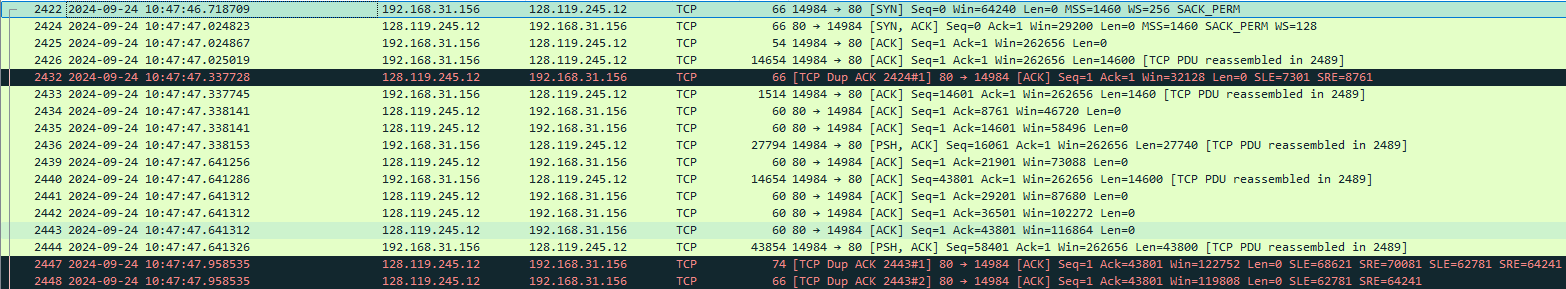 2422 2024-09-24 10:47:46.718709 192.168.31.156 128.119.245.12 TCP 66 14984 → 80 [SYN] Seq=0 Win=64240 Len=0 MSS=1460 WS=256 SACK_PERM
2424 2024-09-24 10:47:47.024823 128.119.245.12 192.168.31.156 TCP 66 80 → 14984 [SYN, ACK] Seq=0 Ack=1 Win=29200 Len=0 MSS=1460 SACK_PERM WS=128
2425 2024-09-24 10:47:47.024867 192.168.31.156 128.119.245.12 TCP 54 14984 → 80 [ACK] Seq=1 Ack=1 Win=262656 Len=0
2426 2024-09-24 10:47:47.025019 192.168.31.156 128.119.245.12 TCP 14654 14984 → 80 [ACK] Seq=1 Ack=1 Win=262656 Len=14600 [TCP PDU reassembled in 2489]
2432 2024-09-24 10:47:47.337728 128.119.245.12 192.168.31.156 TCP 66 [TCP Dup ACK 2424#1] 80 → 14984 [ACK] Seq=1 Ack=1 Win=32128 Len=0 SLE=7301 SRE=8761
2433 2024-09-24 10:47:47.337745 192.168.31.156 128.119.245.12 TCP 1514 14984 → 80 [ACK] Seq=14601 Ack=1 Win=262656 Len=1460 [TCP PDU reassembled in 2489]
2434 2024-09-24 10:47:47.338141 128.119.245.12 192.168.31.156 TCP 60 80 → 14984 [ACK] Seq=1 Ack=8761 Win=46720 Len=0
2435 2024-09-24 10:47:47.338141 128.119.245.12 192.168.31.156 TCP 60 80 → 14984 [ACK] Seq=1 Ack=14601 Win=58496 Len=0
2436 2024-09-24 10:47:47.338153 192.168.31.156 128.119.245.12 TCP 27794 14984 → 80 [PSH, ACK] Seq=16061 Ack=1 Win=262656 Len=27740 [TCP PDU reassembled in 2489]
2439 2024-09-24 10:47:47.641256 128.119.245.12 192.168.31.156 TCP 60 80 → 14984 [ACK] Seq=1 Ack=21901 Win=73088 Len=0
2440 2024-09-24 10:47:47.641286 192.168.31.156 128.119.245.12 TCP 14654 14984 → 80 [ACK] Seq=43801 Ack=1 Win=262656 Len=14600 [TCP PDU reassembled in 2489]
2441 2024-09-24 10:47:47.641312 128.119.245.12 192.168.31.156 TCP 60 80 → 14984 [ACK] Seq=1 Ack=29201 Win=87680 Len=0
2442 2024-09-24 10:47:47.641312 128.119.245.12 192.168.31.156 TCP 60 80 → 14984 [ACK] Seq=1 Ack=36501 Win=102272 Len=0
2443 2024-09-24 10:47:47.641312 128.119.245.12 192.168.31.156 TCP 60 80 → 14984 [ACK] Seq=1 Ack=43801 Win=116864 Len=0
2444 2024-09-24 10:47:47.641326 192.168.31.156 128.119.245.12 TCP 43854 14984 → 80 [PSH, ACK] Seq=58401 Ack=1 Win=262656 Len=43800 [TCP PDU reassembled in 2489]
2447 2024-09-24 10:47:47.958535 128.119.245.12 192.168.31.156 TCP 74 [TCP Dup ACK 2443#1] 80 → 14984 [ACK] Seq=1 Ack=43801 Win=122752 Len=0 SLE=68621 SRE=70081 SLE=62781 SRE=64241
2448 2024-09-24 10:47:47.958535 128.119.245.12 192.168.31.156 TCP 66 [TCP Dup ACK 2443#2] 80 → 14984 [ACK] Seq=1 Ack=43801 Win=119808 Len=0 SLE=62781 SRE=64241